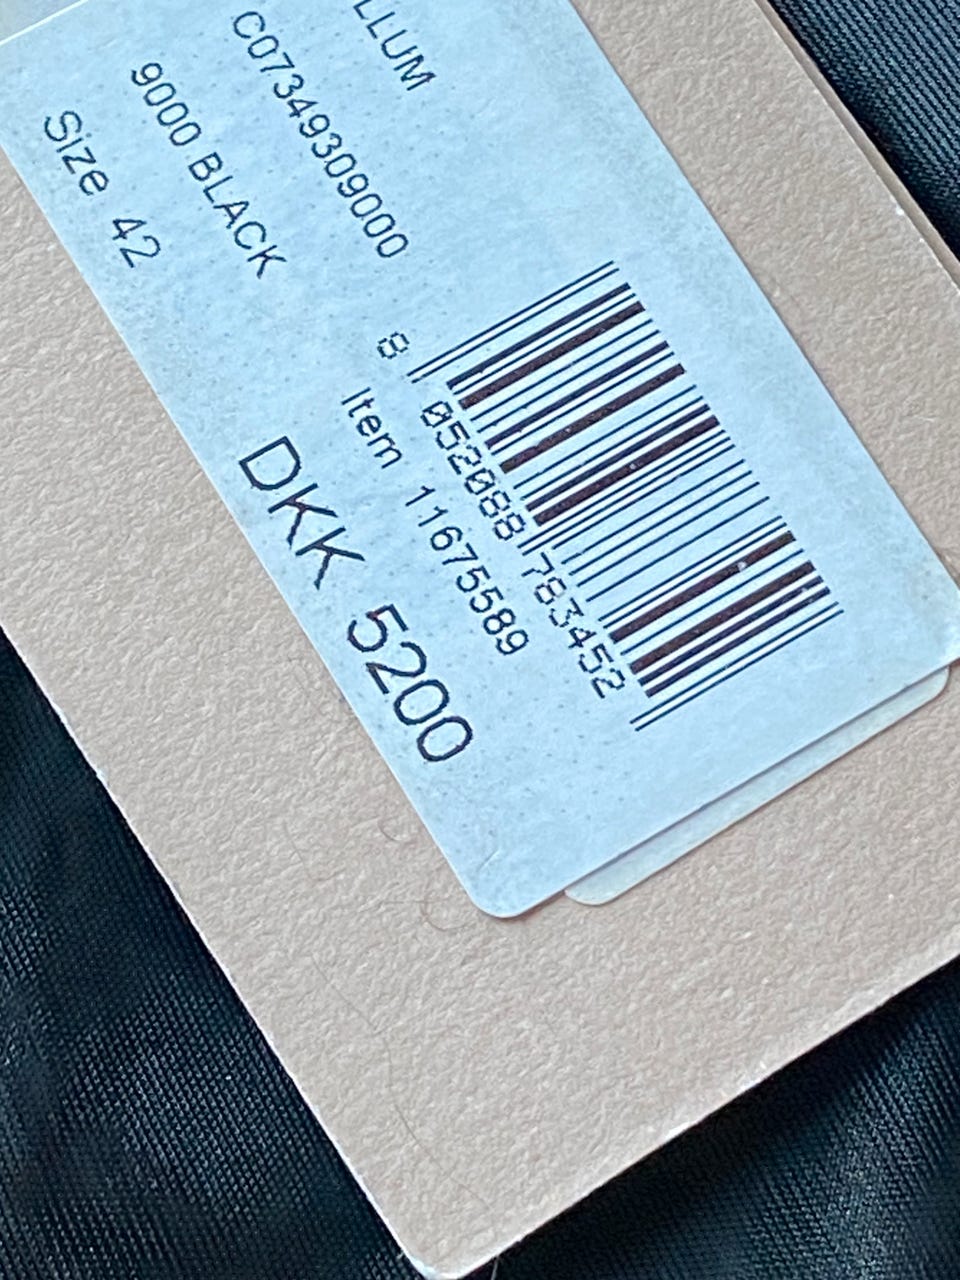 LLUM
C07349309000
9000 BLACK
Size 42
8 052088 783452
Item 11675589
DKK 5200